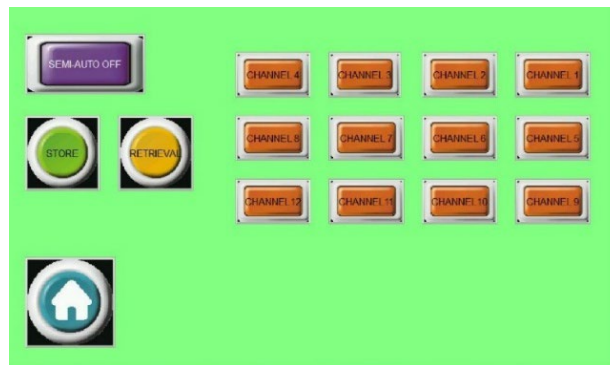 SEMI-AUTO OFF
CHANNEL 4 CHANNEL 3 CHANNEL 2 CHANNEL 1
STORE RETRIEVAL CHANNEL 8 CHANNEL 7 CHANNEL 6 CHANNEL 5
CHANNEL 12 CHANNEL 11 CHANNEL 10 CHANNEL 9